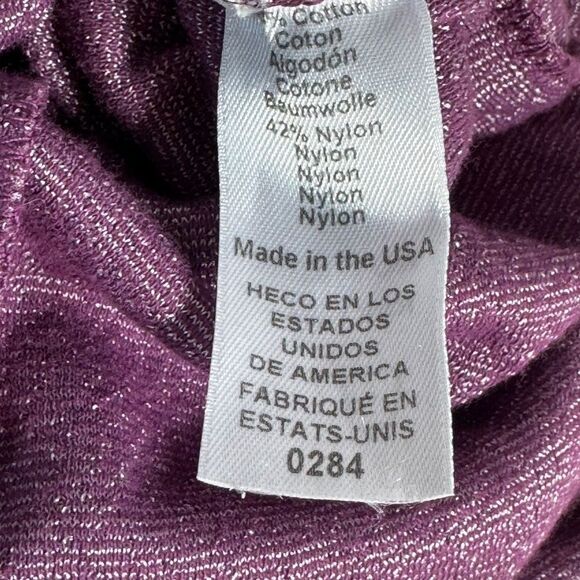 % Cotton
Coton
Algodón
Cotone
Baumwolle
42% Nylon
Nylon
Nylon
Nylon
Nylon
Made in the USA
HECO EN LOS
ESTADOS
UNIDOS
DE AMERICA
FABRIQUÉ EN
ESTATS-UNIS
0284